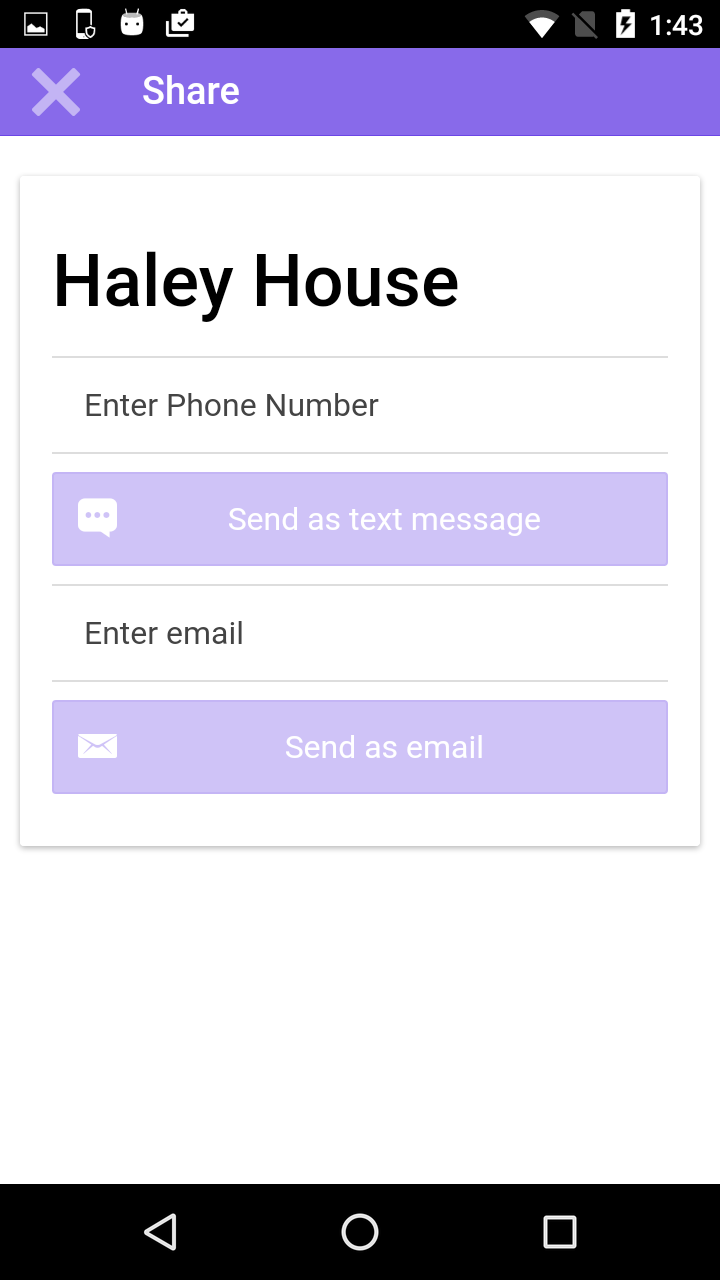 1:43
Share
Haley House
Enter Phone Number
Send as text message
Enter email
Send as email